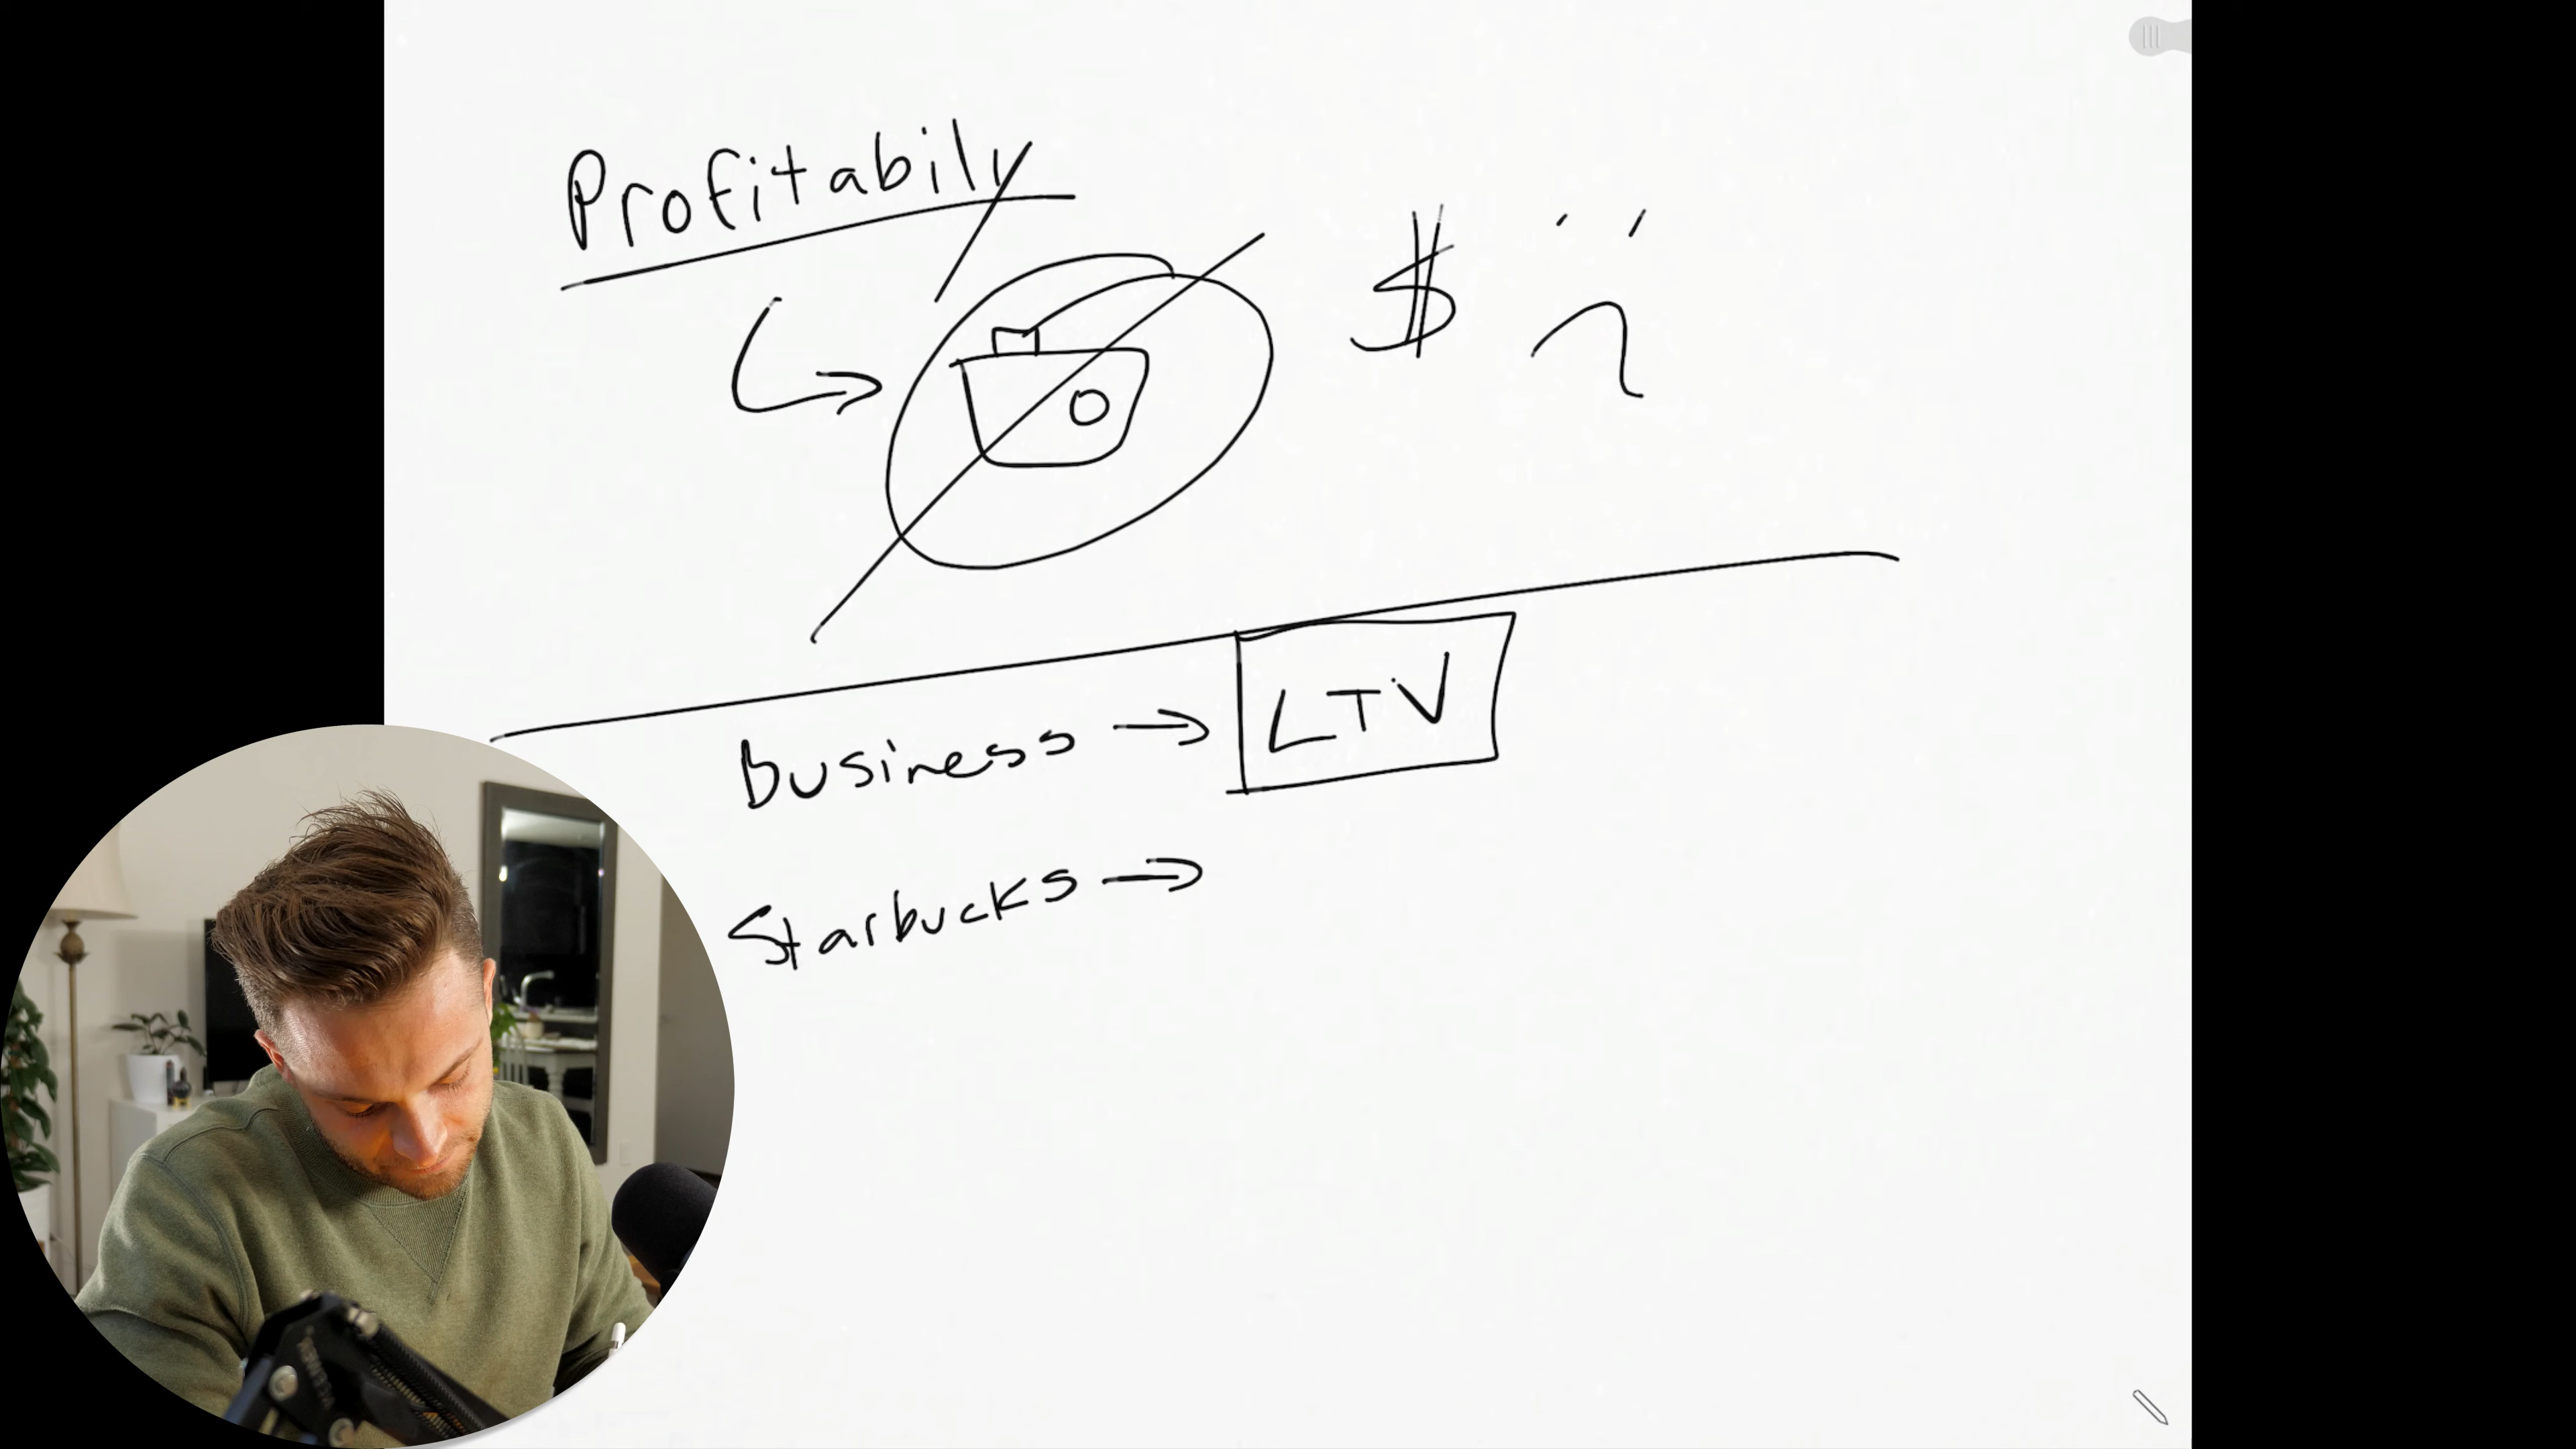 Profitabily
$
Business → LTV
Starbucks →